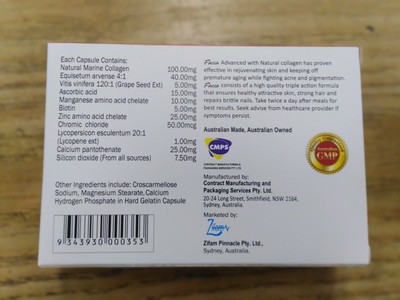 Each Capsule Contains:
Natural Marine Collagen 100.00mg
Equisetum arvense 4:1 40.00mg
Vitis vinifera 120:1 (Grape Seed Ext) 5.00mg
Ascorbic acid 15.00mg
Manganese amino acid chelate 10.00mg
Biotin 5.00mg
Zinc amino acid chelate 25.00mg
Chromic chloride 50.00mcg
Lycopersicon esculentum 20:1
(Lycopene ext) 1.00mg
Calcium pantothenate 25.00mg
Silicon dioxide (From all sources) 7.50mg
Other Ingredients include: Croscarmellose
Sodium, Magnesium Stearate, Calcium
Hydrogen Phosphate in Hard Gelatin Capsule
9 343930 000353
Advanced with Natural collagen has proven
effective in rejuvenating skin and keeping off
premature aging while fighting acne and pigmentation.
consists of a high quality triple action formula
that ensures healthy attractive skin, strong hair and
repairs brittle nails. Take twice a day after meals for
best results. Seek advise from healthcare provider if
symptoms persist.
Australian Made, Australian Owned
CMPS
CONTRACT MANUFACTURING &
PACKAGING SERVICES PTY. LTD.
Australian
GMP
Manufactured by:
Contract Manufacturing and
Packaging Services Pty. Ltd.
20-24 Long Street, Smithfield, NSW 2164,
Sydney, Australia.
Marketed by:
Zifam
Zifam Pinnacle Pty. Ltd.,
Sydney, Australia.